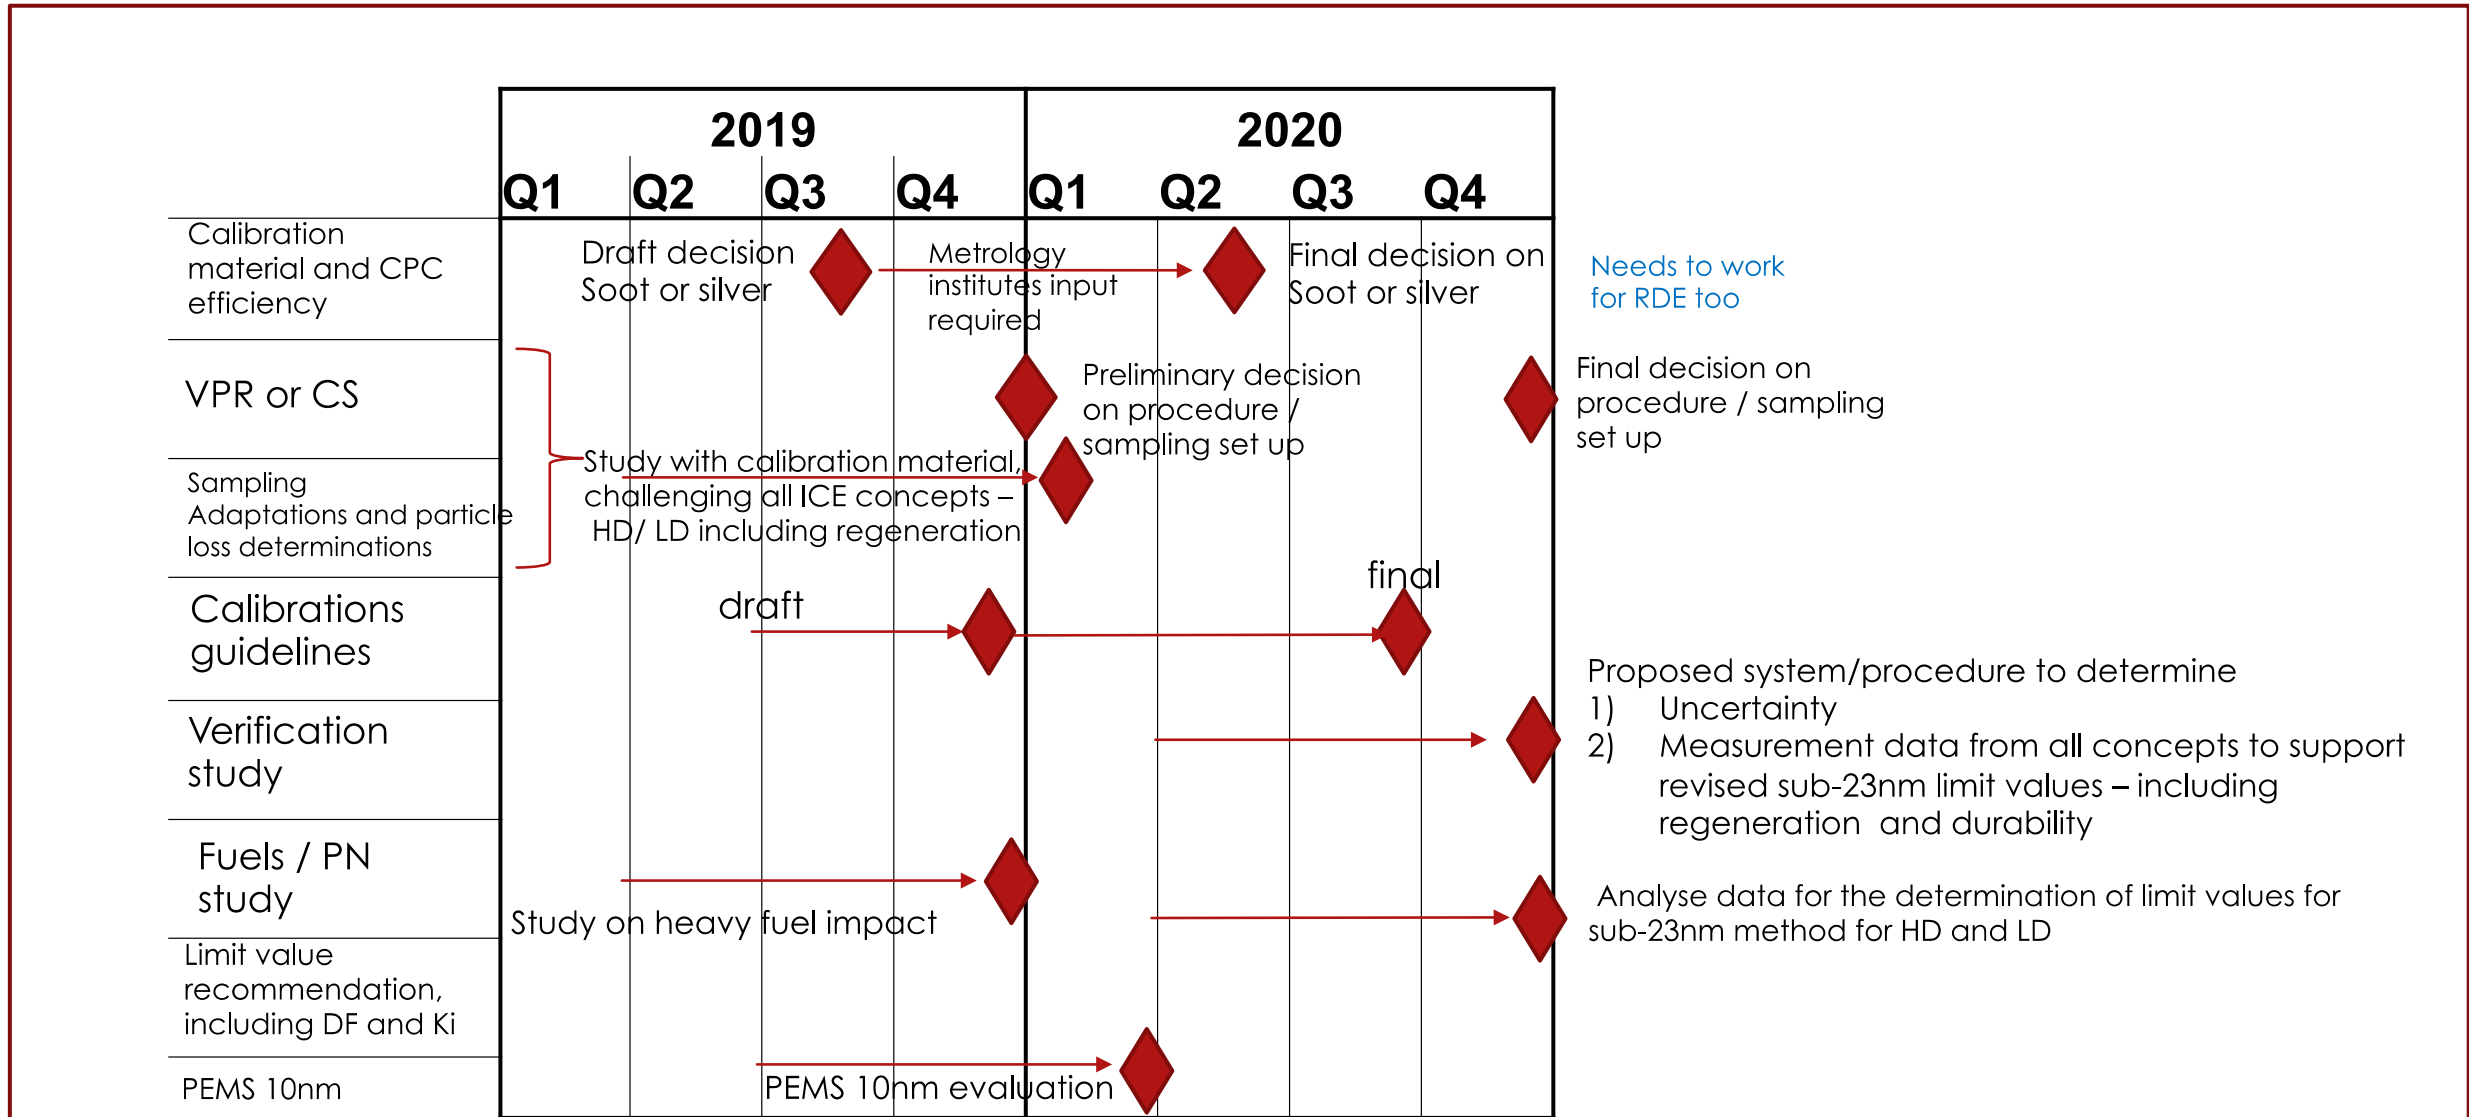 2019
2020
Q1 Q2 Q3 Q4 Q1 Q2 Q3 Q4
Calibration
material and CPC
efficiency
Draft decision
Soot or silver
Metrology
institutes input
required
Final decision on
Soot or silver
Needs to work
for RDE too
VPR or CS
Preliminary decision
on procedure /
sampling set up
Final decision on
procedure / sampling
set up
Sampling
Adaptations and particle
loss determinations
Study with calibration material,
challenging all ICE concepts –
HD/ LD including regeneration
Calibrations
guidelines
draft
final
Verification
study
Proposed system/procedure to determine
1) Uncertainty
2) Measurement data from all concepts to support
revised sub-23nm limit values – including
regeneration and durability
Fuels / PN
study
Study on heavy fuel impact
Analyse data for the determination of limit values for
sub-23nm method for HD and LD
Limit value
recommendation,
including DF and Ki
PEMS 10nm
PEMS 10nm evaluation